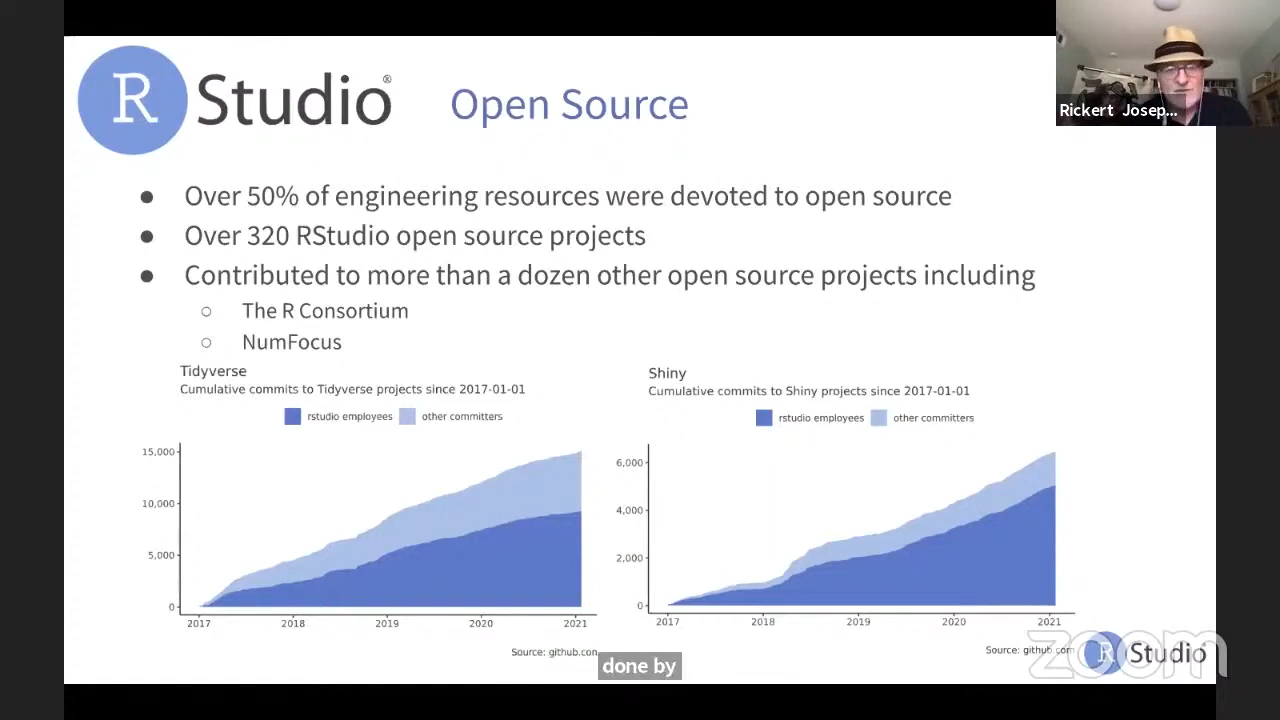 R Studio®
Open Source
Rickert Josep...
● Over 50% of engineering resources were devoted to open source
● Over 320 RStudio open source projects
● Contributed to more than a dozen other open source projects including
○ The R Consortium
○ NumFocus
Tidyverse
Cumulative commits to Tidyverse projects since 2017-01-01
rstudio employees other committers
15,000
10,000
5,000
0
2017 2018 2019 2020 2021
Source: github.com
Shiny
Cumulative commits to Shiny projects since 2017-01-01
rstudio employees other committers
6,000
4,000
2,000
0
2017 2018 2019 2020 2021
Source: github.com
done by
zoom
R Studio